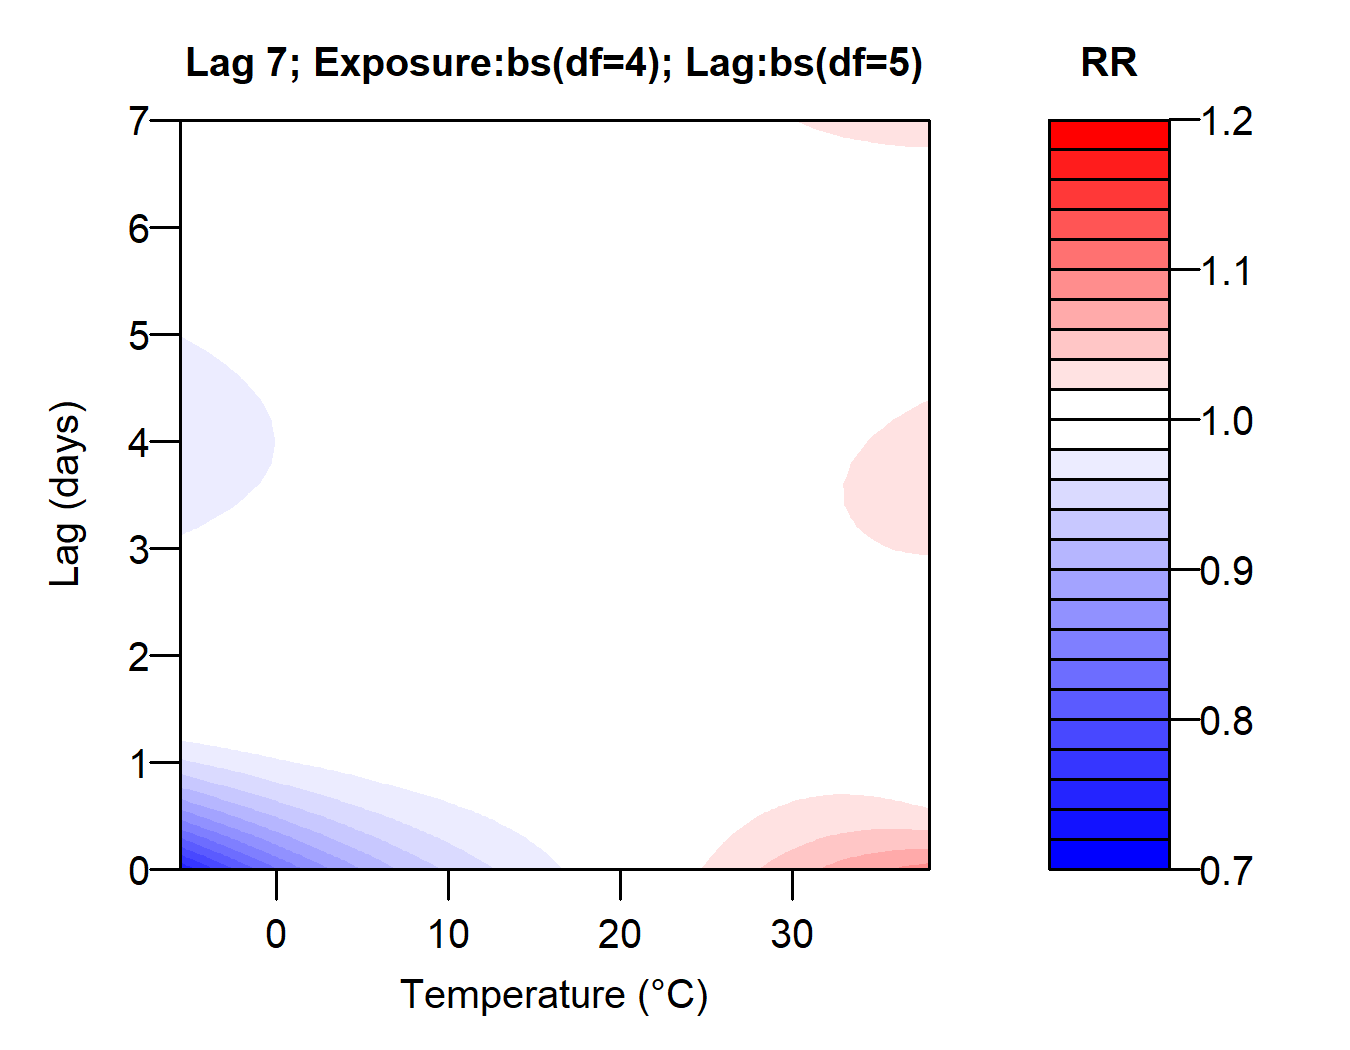 Lag 7; Exposure:bs(df=4); Lag:bs(df=5)
RR
7
6
5
4
3
2
1
0
Lag (days)
0 10 20 30
Temperature (°C)
1.2
1.1
1.0
0.9
0.8
0.7